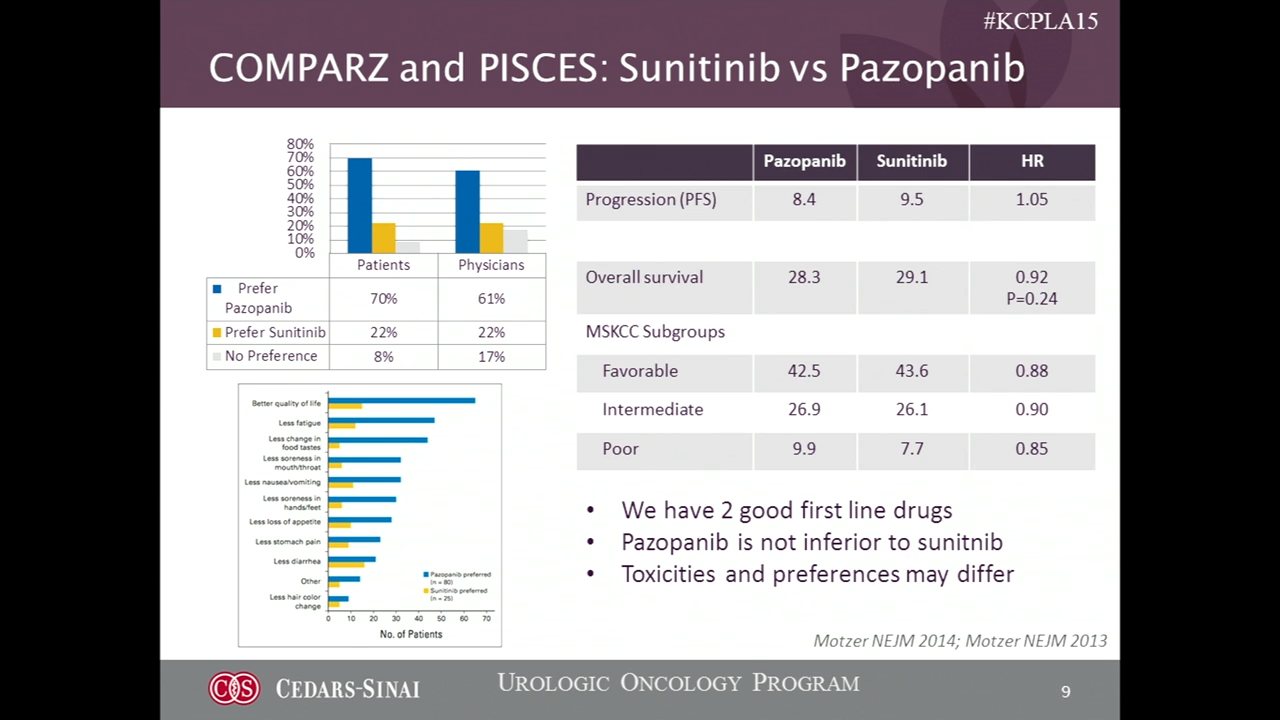 #KCPLA15
COMPARZ and PISCES: Sunitinib vs Pazopanib
80%
70%
60%
50%
40%
30%
20%
10%
0%
Patients Physicians
Prefer
Pazopanib 70% 61%
Prefer Sunitinib 22% 22%
No Preference 8% 17%
Better quality of life
Less fatigue
Less change in
food tastes
Less soreness in
mouth/throat
Less nausea/vomiting
Less soreness in
hands/feet
Less loss of appetite
Less stomach pain
Less diarrhea
Other
Less hair color
change
Pazopanib preferred
(n = 80)
Sunitinib preferred
(n = 25)
0 10 20 30 40 50 60 70
No. of Patients
Pazopanib Sunitinib HR
Progression (PFS) 8.4 9.5 1.05
Overall survival 28.3 29.1 0.92
P=0.24
MSKCC Subgroups
Favorable 42.5 43.6 0.88
Intermediate 26.9 26.1 0.90
Poor 9.9 7.7 0.85
• We have 2 good first line drugs
• Pazopanib is not inferior to sunitnib
• Toxicities and preferences may differ
Motzer NEJM 2014; Motzer NEJM 2013
CEDARS-SINAI
UROLOGIC ONCOLOGY PROGRAM
9